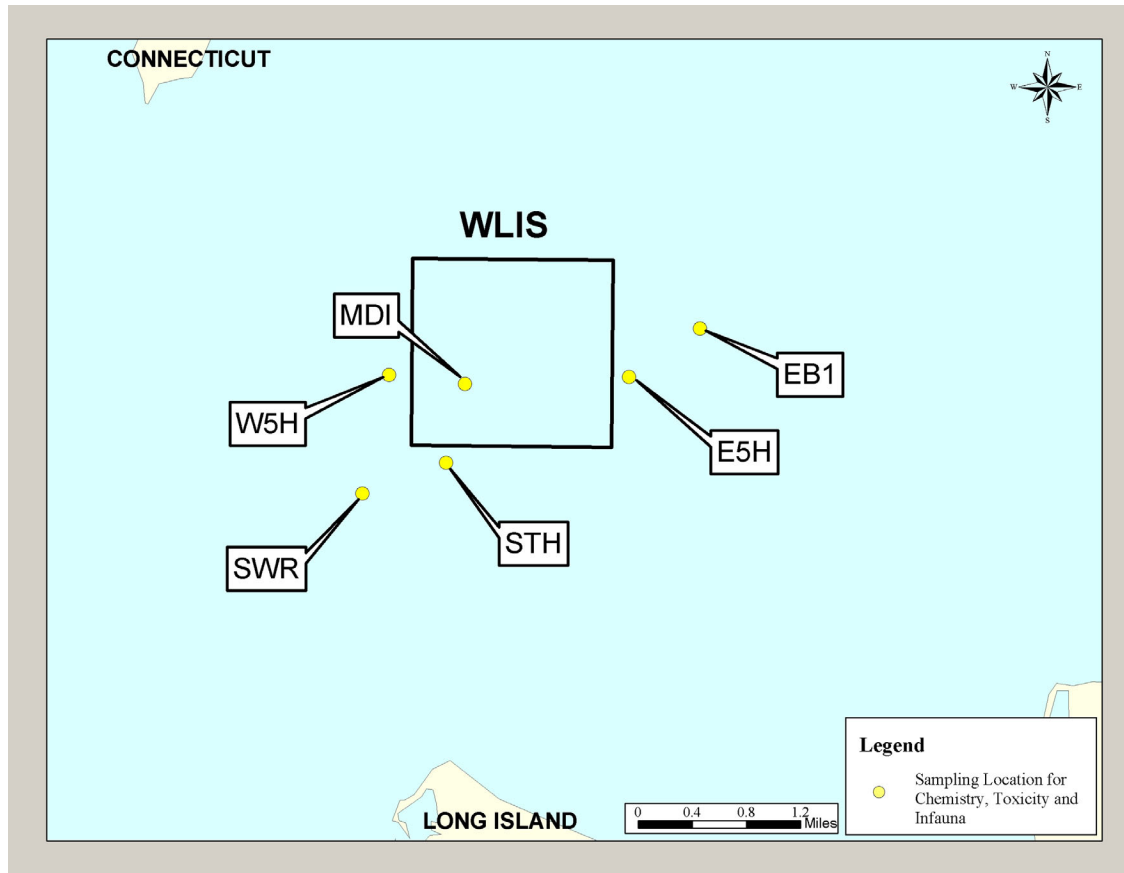 CONNECTICUT
N
W
E
S
WLIS
MDI
EB1
W5H
E5H
STH
SWR
Legend
Sampling Location for
Chemistry, Toxicity and
Infauna
0 0.4 0.8 1.2
Miles
LONG ISLAND